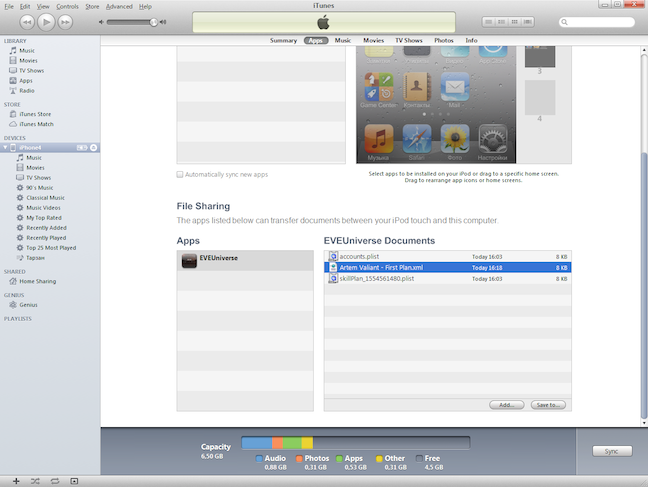 iTunes
File Edit View Controls Store Advanced Help
Summary Apps Music Movies TV Shows Photos Info
LIBRARY
Music
Movies
TV Shows
Apps
Radio
STORE
iTunes Store
iTunes Match
DEVICES
iPhone4
Music
Movies
TV Shows
90's Music
Classical Music
Music Videos
My Top Rated
Recently Added
Recently Played
Top 25 Most Played
Тарзан
SHARED
Home Sharing
GENIUS
Genius
PLAYLISTS
Game Center Контакты Mail
Музыка Safari Фото Настройки
3
4
Automatically sync new apps
Select apps to be installed on your iPod or drag to a specific home screen.
Drag to rearrange app icons or home screens.
File Sharing
The apps listed below can transfer documents between your iPod touch and this computer.
Apps
EVEUniverse
EVEUniverse Documents
accounts.plist Today 16:03 8 KB
Artem Valiant - First Plan.xml Today 16:18 8 KB
skillPlan_1554561480.plist Today 16:03 8 KB
Add... Save to...
Capacity
6,50 GB
Audio Photos Apps Other Free
0,88 GB 0,31 GB 0,53 GB 0,31 GB 4,5 GB
Sync